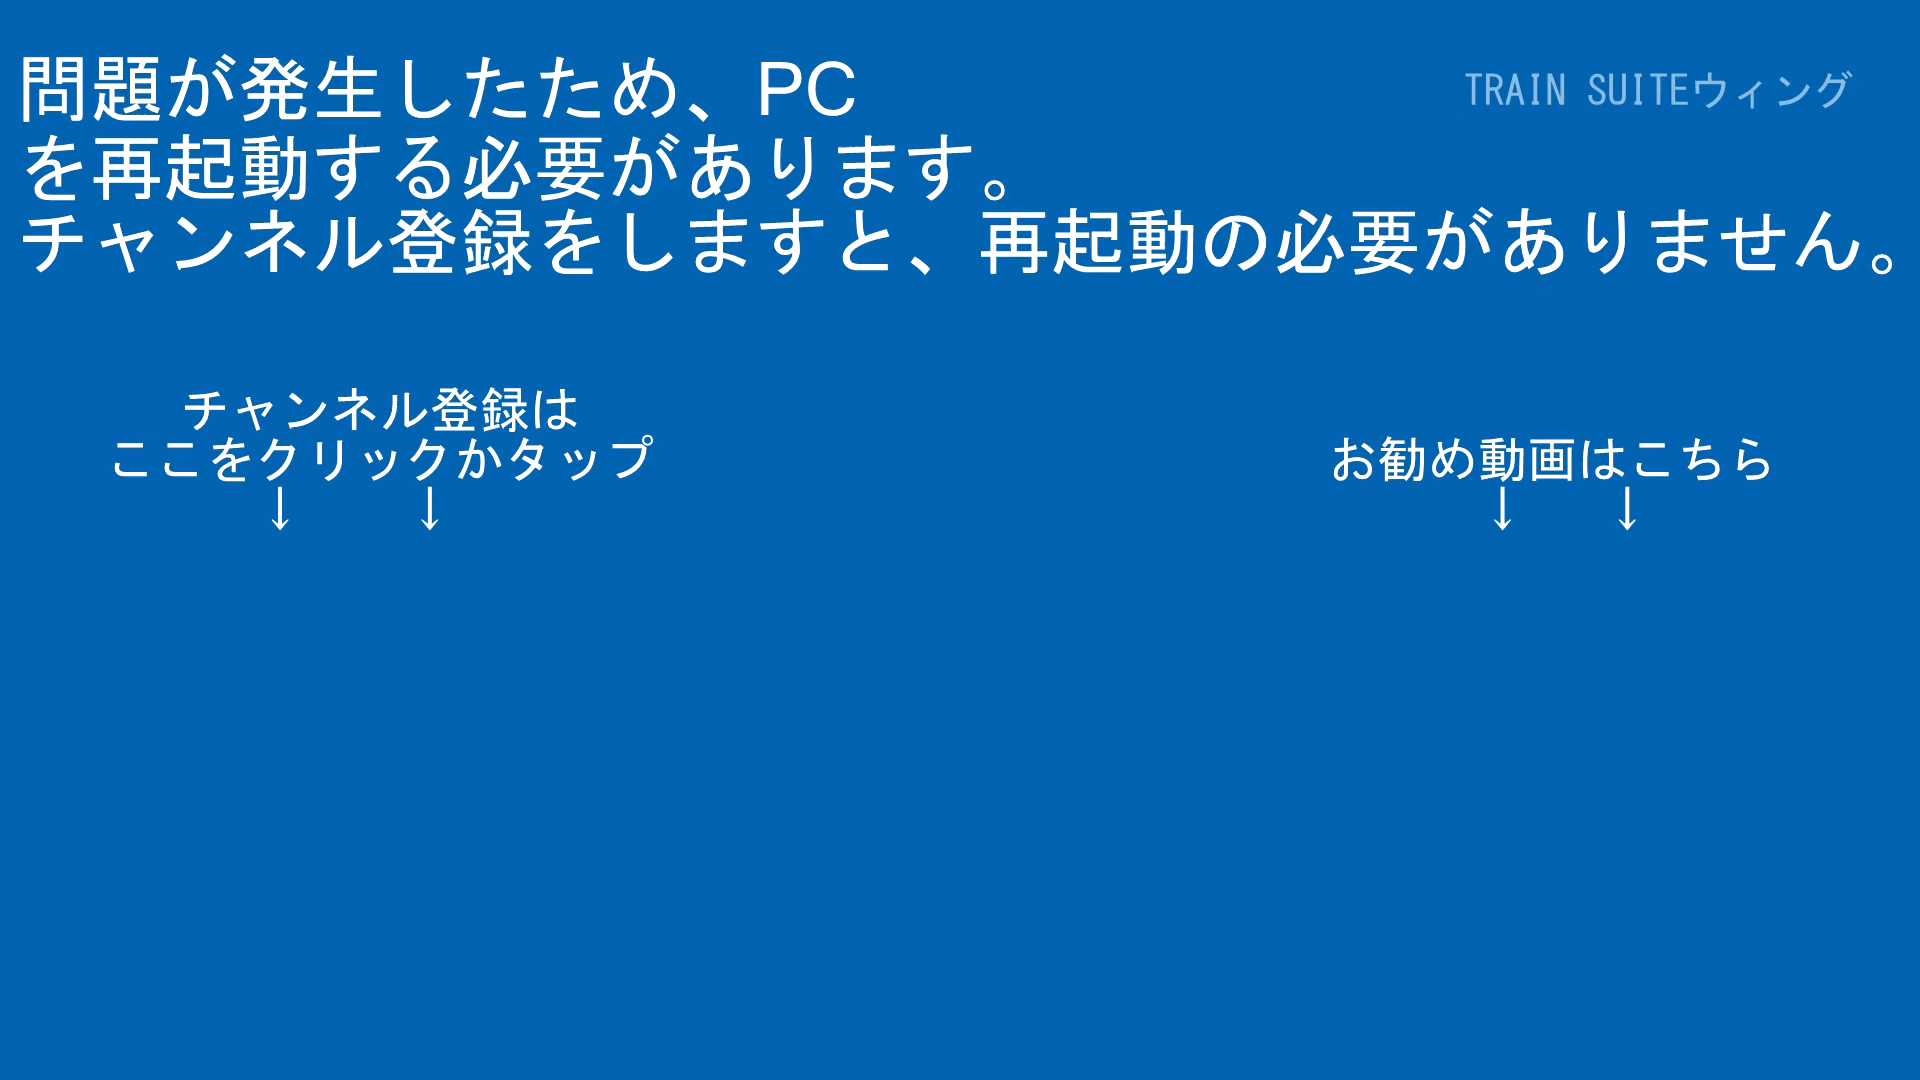 問題が発生したため、PC
を再起動する必要があります。
チャンネル登録をしますと、再起動の必要がありません。
TRAIN SUITEウィング
チャンネル登録は
ここをクリックかタップ
↓ ↓
お勧め動画はこちら
↓ ↓